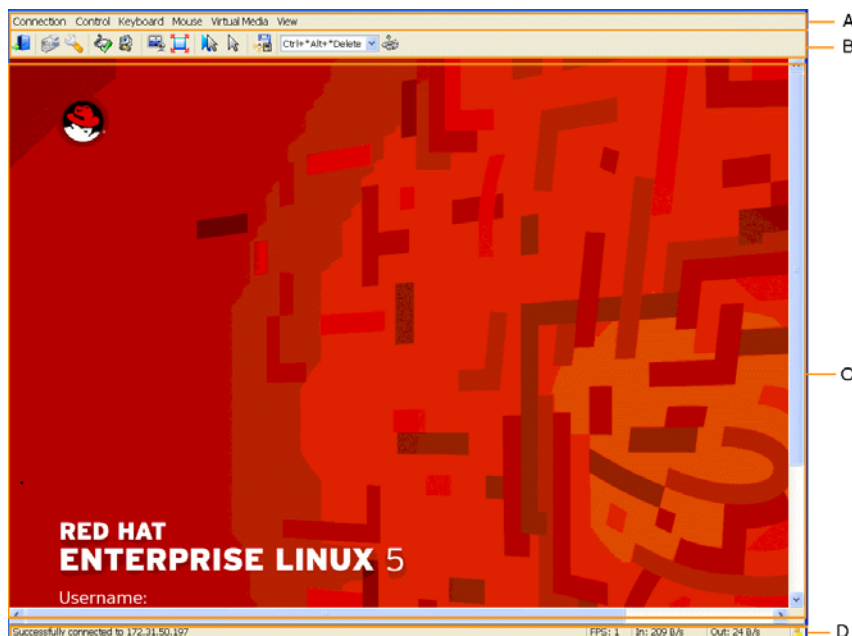 Connection Control Keyboard Mouse Virtual Media View
A
Ctrl+*Alt+*Delete
B
C
RED HAT
ENTERPRISE LINUX 5
Username:
Successfully connected to 172.31.50.197 FPS: 1 In: 209 B/s Out: 24 B/s
D